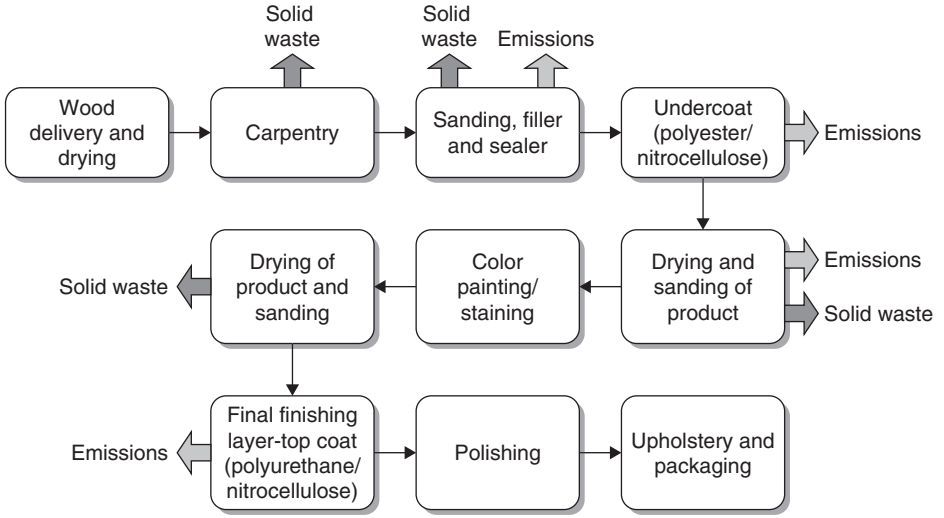 Solid
waste
Solid
waste
Emissions
Wood
delivery and
drying
Carpentry
Sanding, filler
and sealer
Undercoat
(polyester/
nitrocellulose)
Emissions
Solid waste
Drying of
product and
sanding
Color
painting/
staining
Drying and
sanding of
product
Emissions
Solid waste
Emissions
Final finishing
layer-top coat
(polyurethane/
nitrocellulose)
Polishing
Upholstery and
packaging